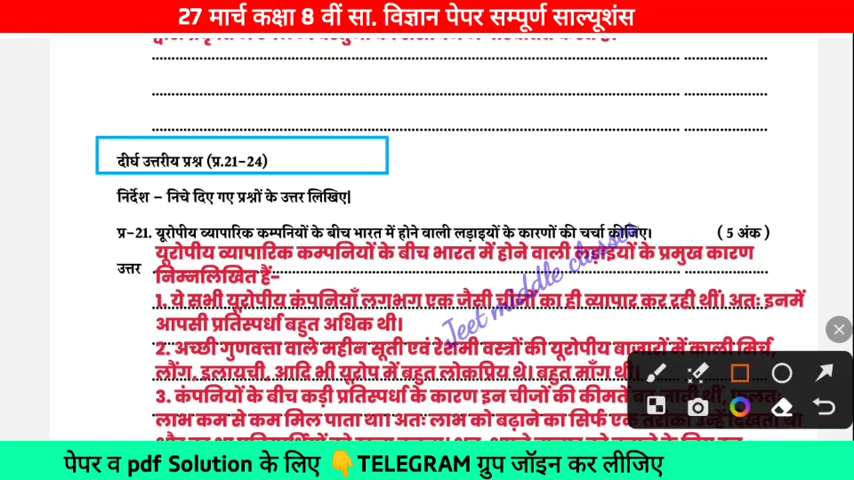 27 मार्च कक्षा 8 वीं सा. विज्ञान पेपर सम्पूर्ण साल्यूशंस
दीर्घ उत्तरीय प्रश्न (प्र.21-24)
निर्देश – निचे दिए गए प्रश्नों के उत्तर लिखिए|
प्र-21. यूरोपीय व्यापारिक कम्पनियों के बीच भारत में होने वाली लड़ाइयों के कारणों की चर्चा कीजिए। ( 5 अंक )
यूरोपीय व्यापारिक कम्पनियों के बीच भारत में होने वाली लड़ाइयों के प्रमुख कारण
उत्तर निम्नलिखित हैं-
1. ये सभी यूरोपीय कंपनियाँ लगभग एक जैसी चीजों का ही व्यापार कर रही थीं। अतः इनमें
आपसी प्रतिस्पर्धा बहुत अधिक थी।
Jeet middle classes
2. अच्छी गुणवत्ता वाले महीन सूती एवं रेशमी वस्त्रों की यूरोपीय बाजारों में काली मिर्च,
लौंग, इलायची, आदि भी यूरोप में बहुत लोकप्रिय थे। बहुत माँग थी।
3. कंपनियों के बीच कड़ी प्रतिस्पर्धा के कारण इन चीजों की कीमतें
लाभ कम से कम मिल पाता था। अतः लाभ को बढ़ाने का सिर्फ एक तरीका उन्हें दिखता था
पेपर व pdf Solution के लिए 👇TELEGRAM ग्रुप जॉइन कर लीजिए